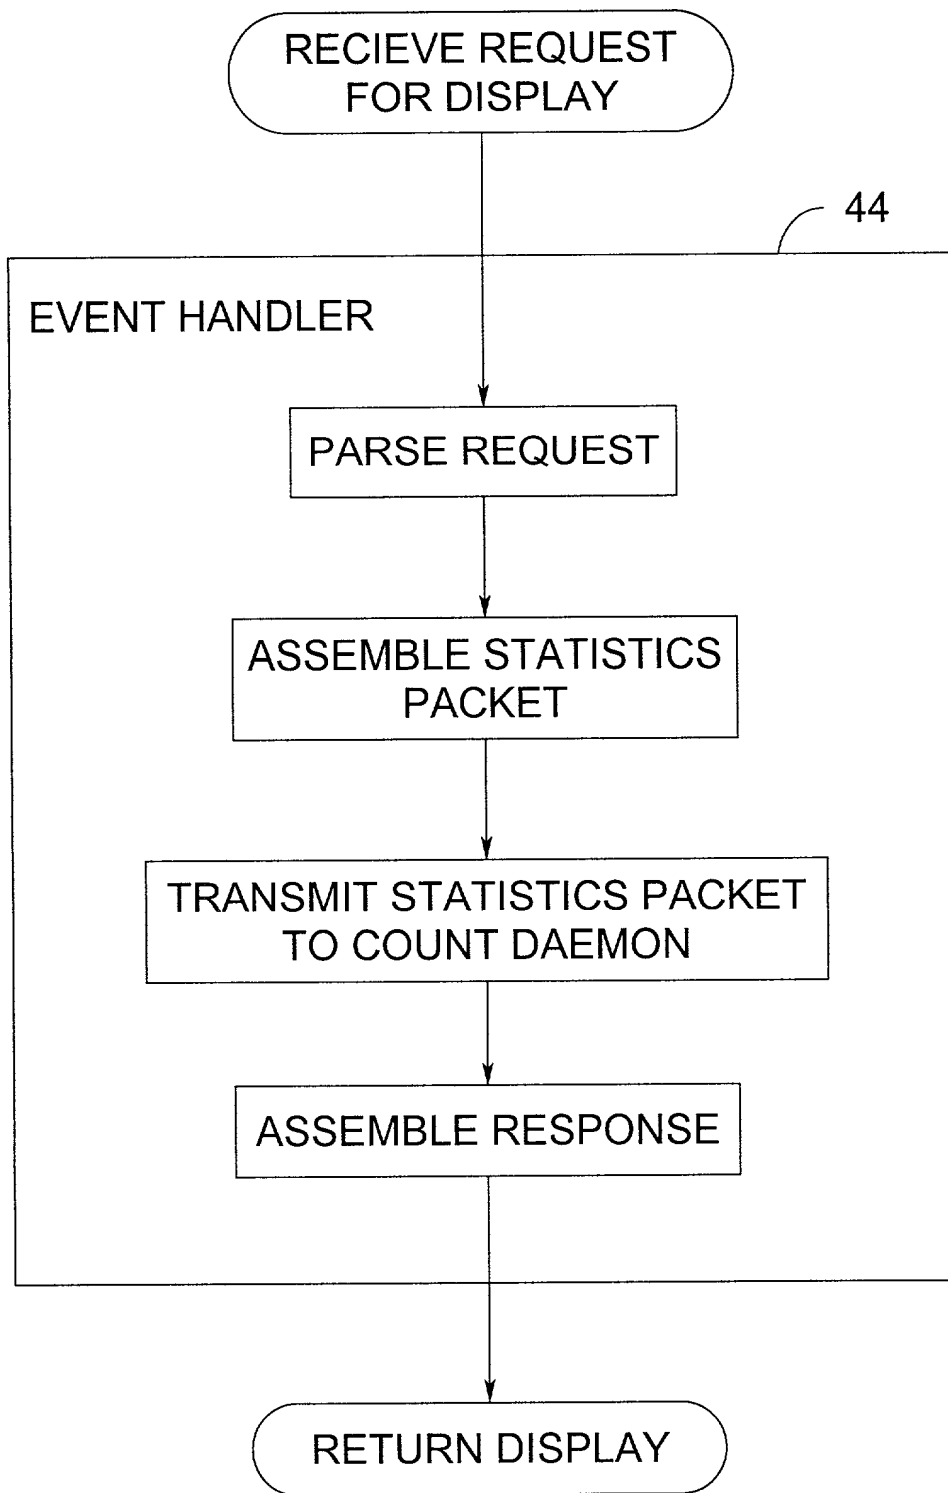 RECIEVE REQUEST
FOR DISPLAY
44
EVENT HANDLER
PARSE REQUEST
ASSEMBLE STATISTICS
PACKET
TRANSMIT STATISTICS PACKET
TO COUNT DAEMON
ASSEMBLE RESPONSE
RETURN DISPLAY